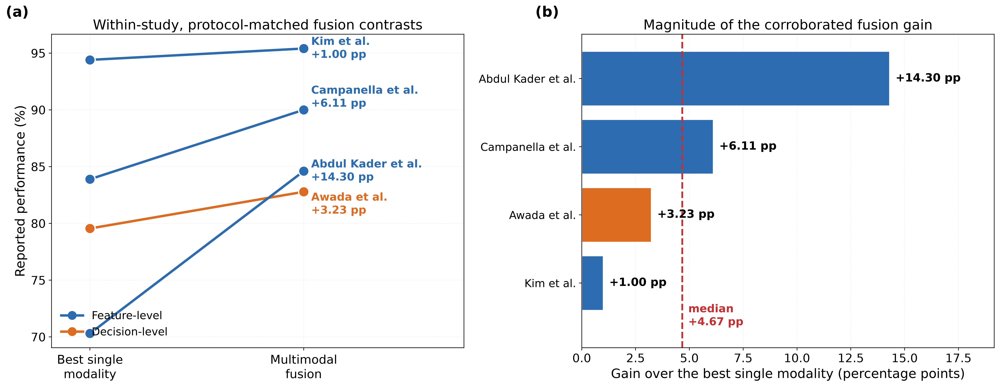 (a)
Within-study, protocol-matched fusion contrasts
Reported performance (%)
95
90
85
80
75
70
Kim et al.
+1.00 pp
Campanella et al.
+6.11 pp
Abdul Kader et al.
+14.30 pp
Awada et al.
+3.23 pp
Feature-level
Decision-level
Best single
modality
Multimodal
fusion
(b)
Magnitude of the corroborated fusion gain
Abdul Kader et al.
+14.30 pp
Campanella et al.
+6.11 pp
Awada et al.
+3.23 pp
Kim et al.
+1.00 pp
median
+4.67 pp
0.0 2.5 5.0 7.5 10.0 12.5 15.0 17.5
Gain over the best single modality (percentage points)